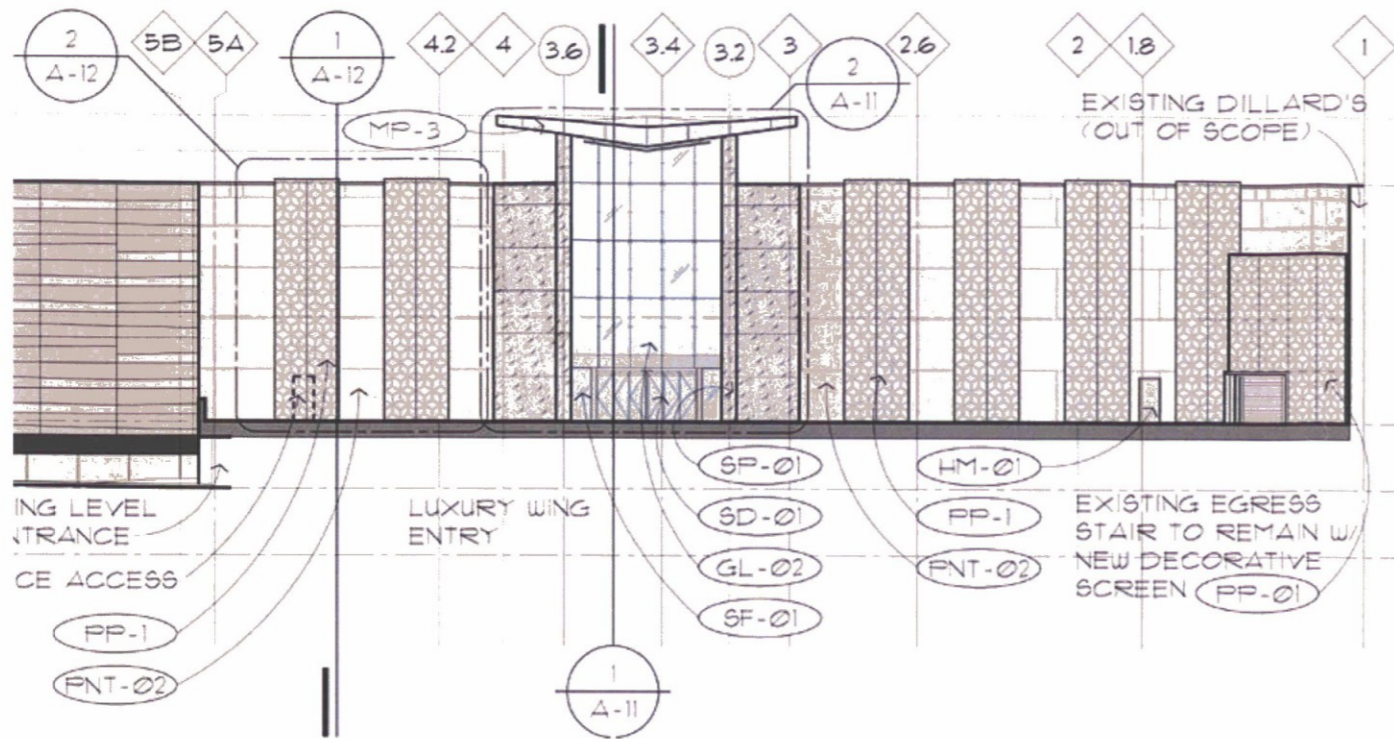 2
A-12
5B
5A
1
A-12
4.2
4
3.6
3.4
3.2
3
2
A-11
2.6
2
1.8
1
MP-3
EXISTING DILLARD'S
(OUT OF SCOPE)
ING LEVEL
NTRANCE
CE ACCESS
PP-1
PNT-02
LUXURY WING
ENTRY
SP-01
SD-01
GL-02
SF-01
1
A-11
HM-01
PP-1
PNT-02
EXISTING EGRESS
STAIR TO REMAIN W/
NEW DECORATIVE
SCREEN PP-01